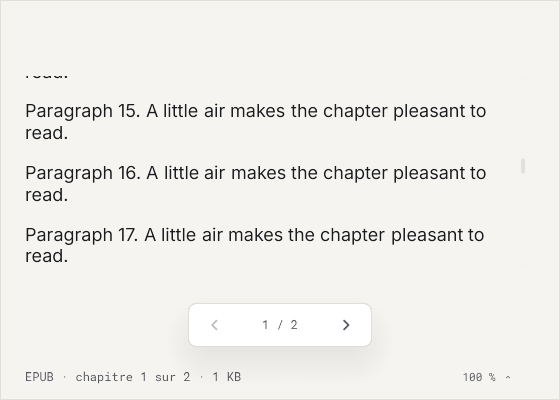 read.
Paragraph 15. A little air makes the chapter pleasant to
read.
Paragraph 16. A little air makes the chapter pleasant to
read.
Paragraph 17. A little air makes the chapter pleasant to
read.
1 / 2
EPUB · chapitre 1 sur 2 · 1 KB
100 %